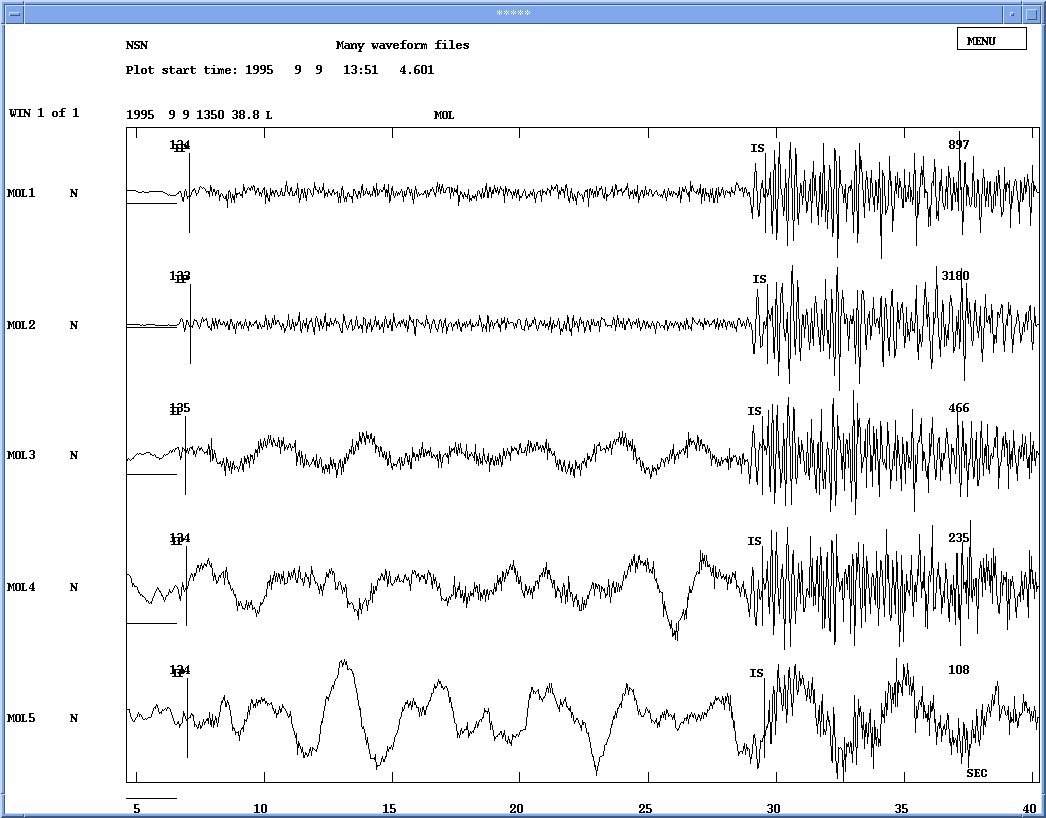 *****
MENU
NSN Many waveform files
Plot start time: 1995 9 9 13:51 4.601
WIN 1 of 1 1995 9 9 1350 38.8 L MOL
134 IS 897
MOL1 N
IS 3180
MOL2 N
135 IS 466
MOL3 N
134 IS 235
MOL4 N
134 IS 108
MOL5 N
SEC
5 10 15 20 25 30 35 40